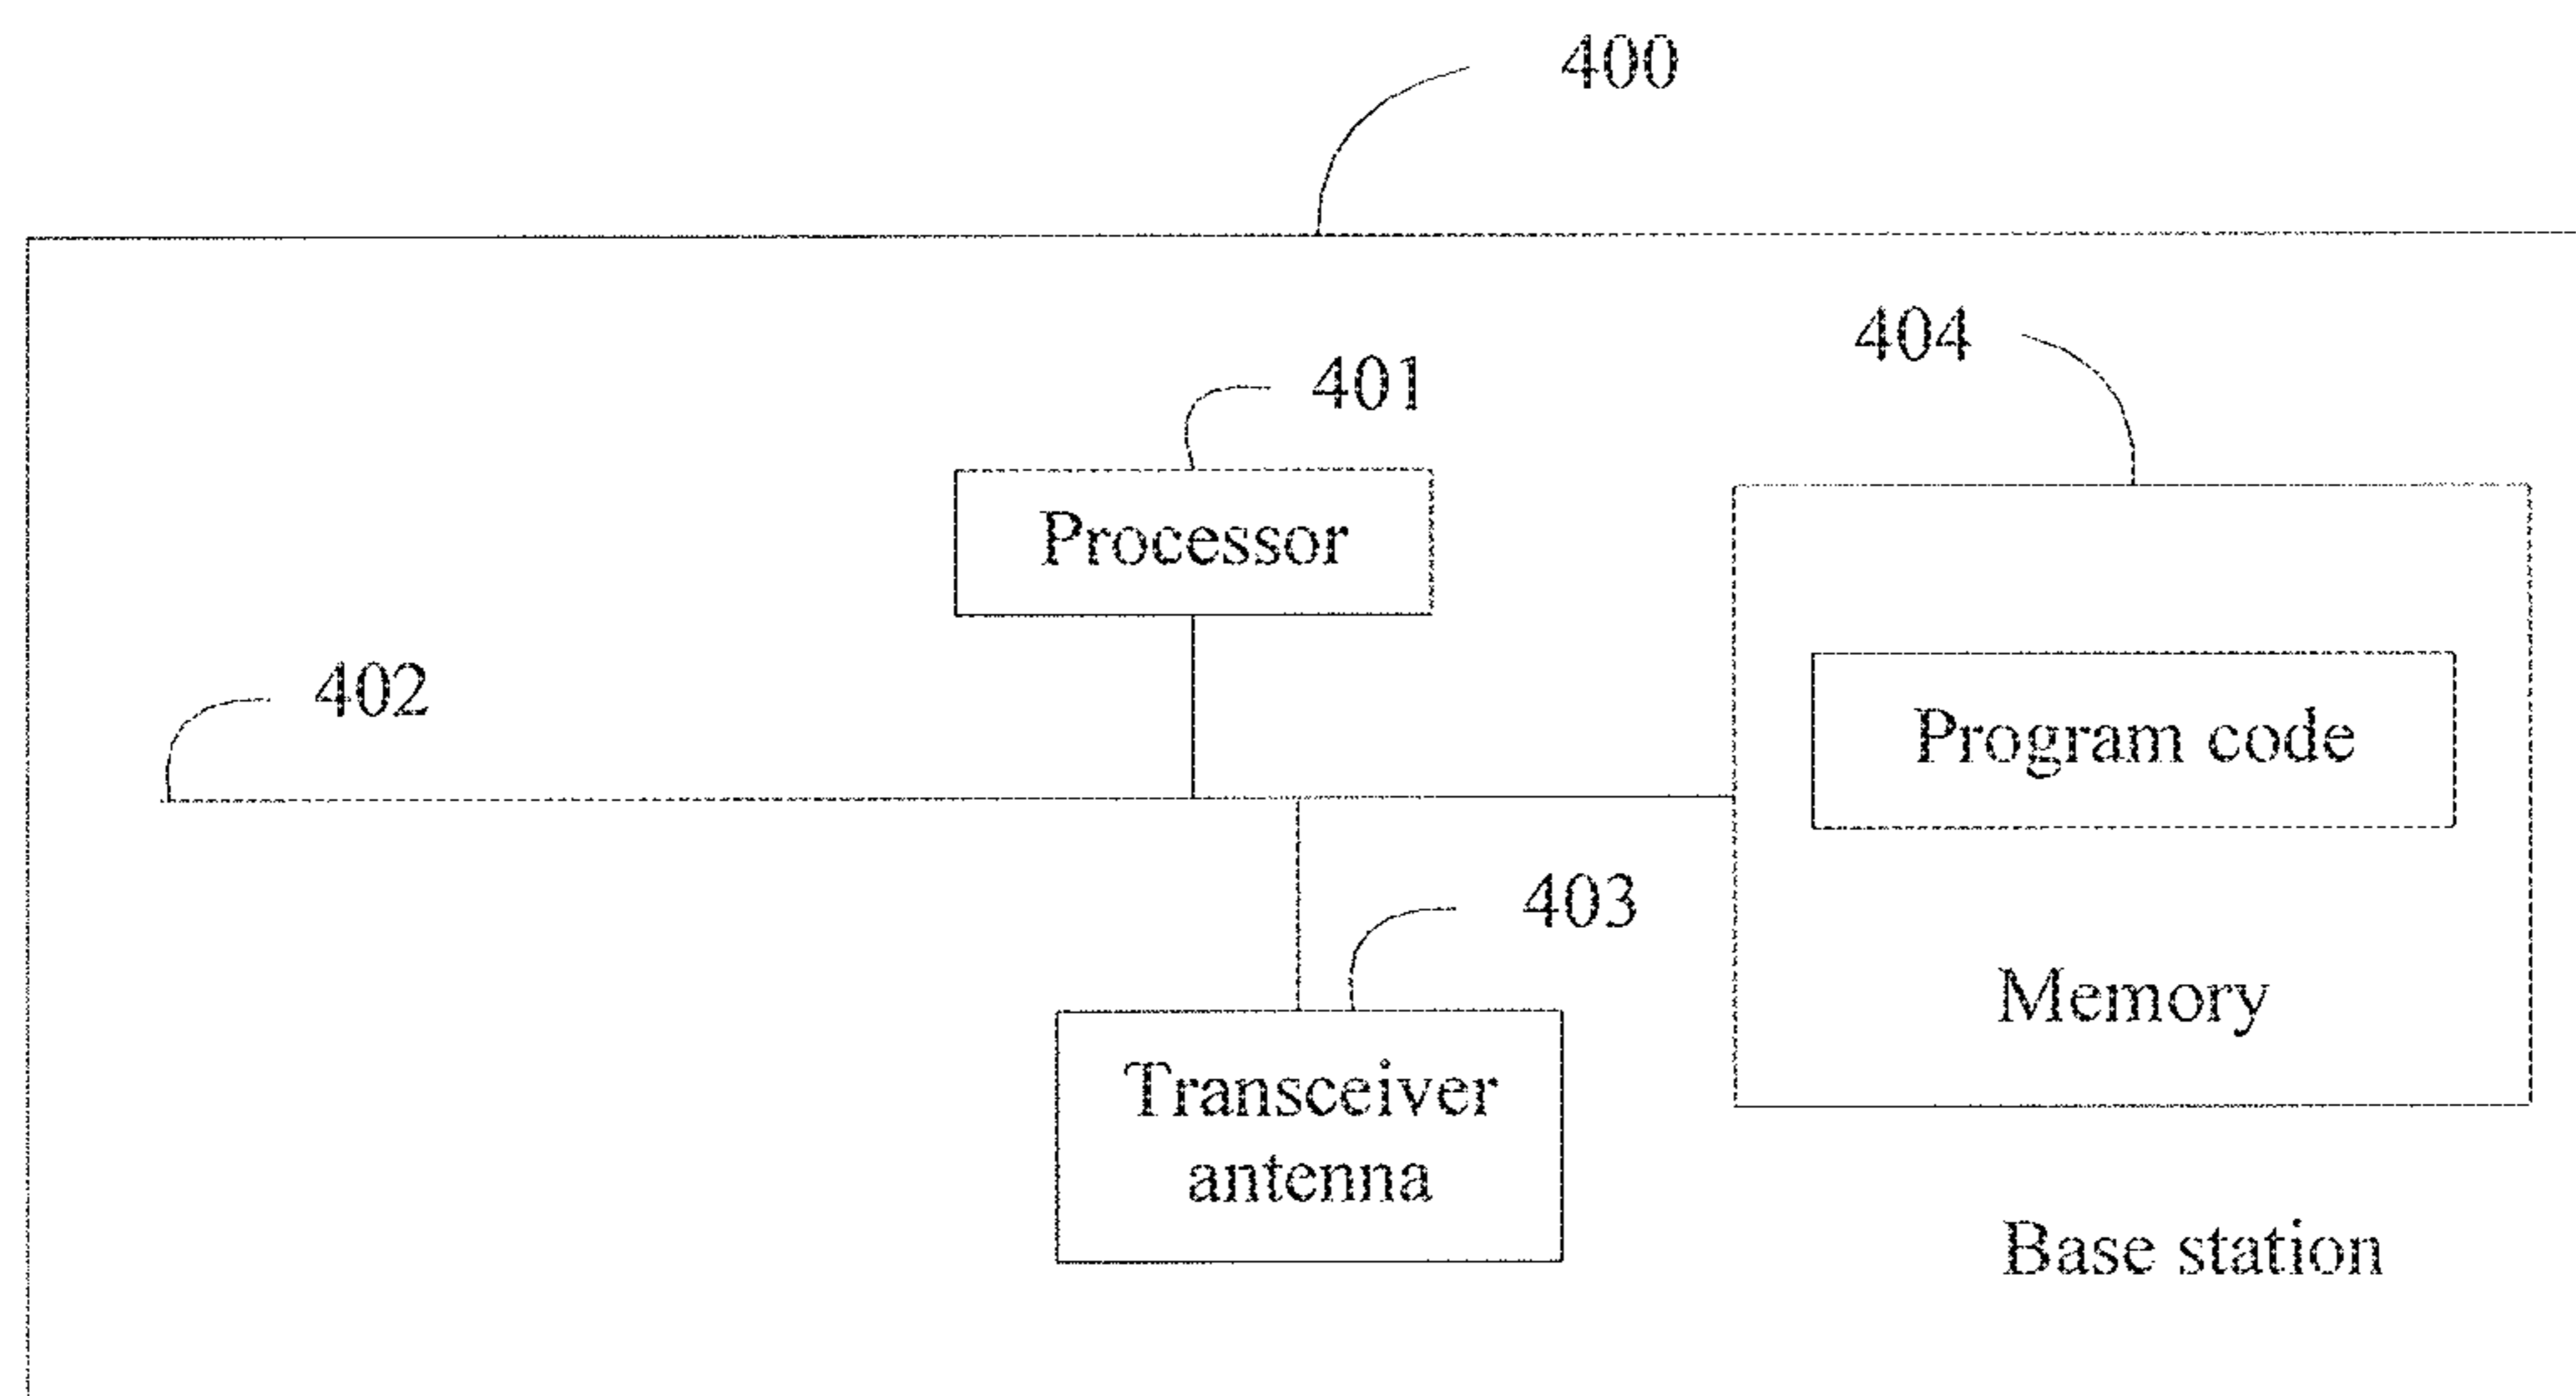 400
404
401
Processor
402
Program code
403
Memory
Transceiver
antenna
Base station